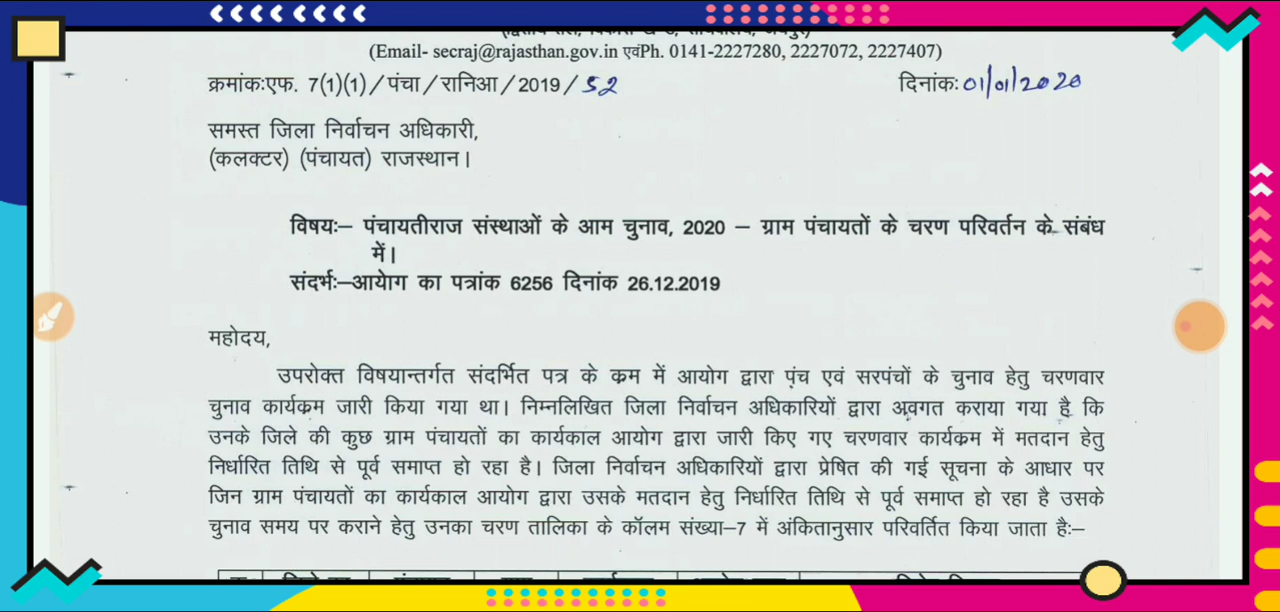 (Email- secraj@rajasthan.gov.in एवंPh. 0141-2227280, 2227072, 2227407)
क्रमांक:एफ. 7(1)(1)/पंचा/रानिआ/2019/52 दिनांक: 01/01/2020
समस्त जिला निर्वाचन अधिकारी,
(कलक्टर) (पंचायत) राजस्थान।
विषयः– पंचायतीराज संस्थाओं के आम चुनाव, 2020 – ग्राम पंचायतों के चरण परिवर्तन के संबंध
में।
संदर्भः–आयोग का पत्रांक 6256 दिनांक 26.12.2019
महोदय,
उपरोक्त विषयान्तर्गत संदर्भित पत्र के क्रम में आयोग द्वारा पंच एवं सरपंचों के चुनाव हेतु चरणवार
चुनाव कार्यक्रम जारी किया गया था। निम्नलिखित जिला निर्वाचन अधिकारियों द्वारा अवगत कराया गया है कि
उनके जिले की कुछ ग्राम पंचायतों का कार्यकाल आयोग द्वारा जारी किए गए चरणवार कार्यक्रम में मतदान हेतु
निर्धारित तिथि से पूर्व समाप्त हो रहा है। जिला निर्वाचन अधिकारियों द्वारा प्रेषित की गई सूचना के आधार पर
जिन ग्राम पंचायतों का कार्यकाल आयोग द्वारा उसके मतदान हेतु निर्धारित तिथि से पूर्व समाप्त हो रहा है उसके
चुनाव समय पर कराने हेतु उनका चरण तालिका के कॉलम संख्या–7 में अंकितानुसार परिवर्तित किया जाता हैः–